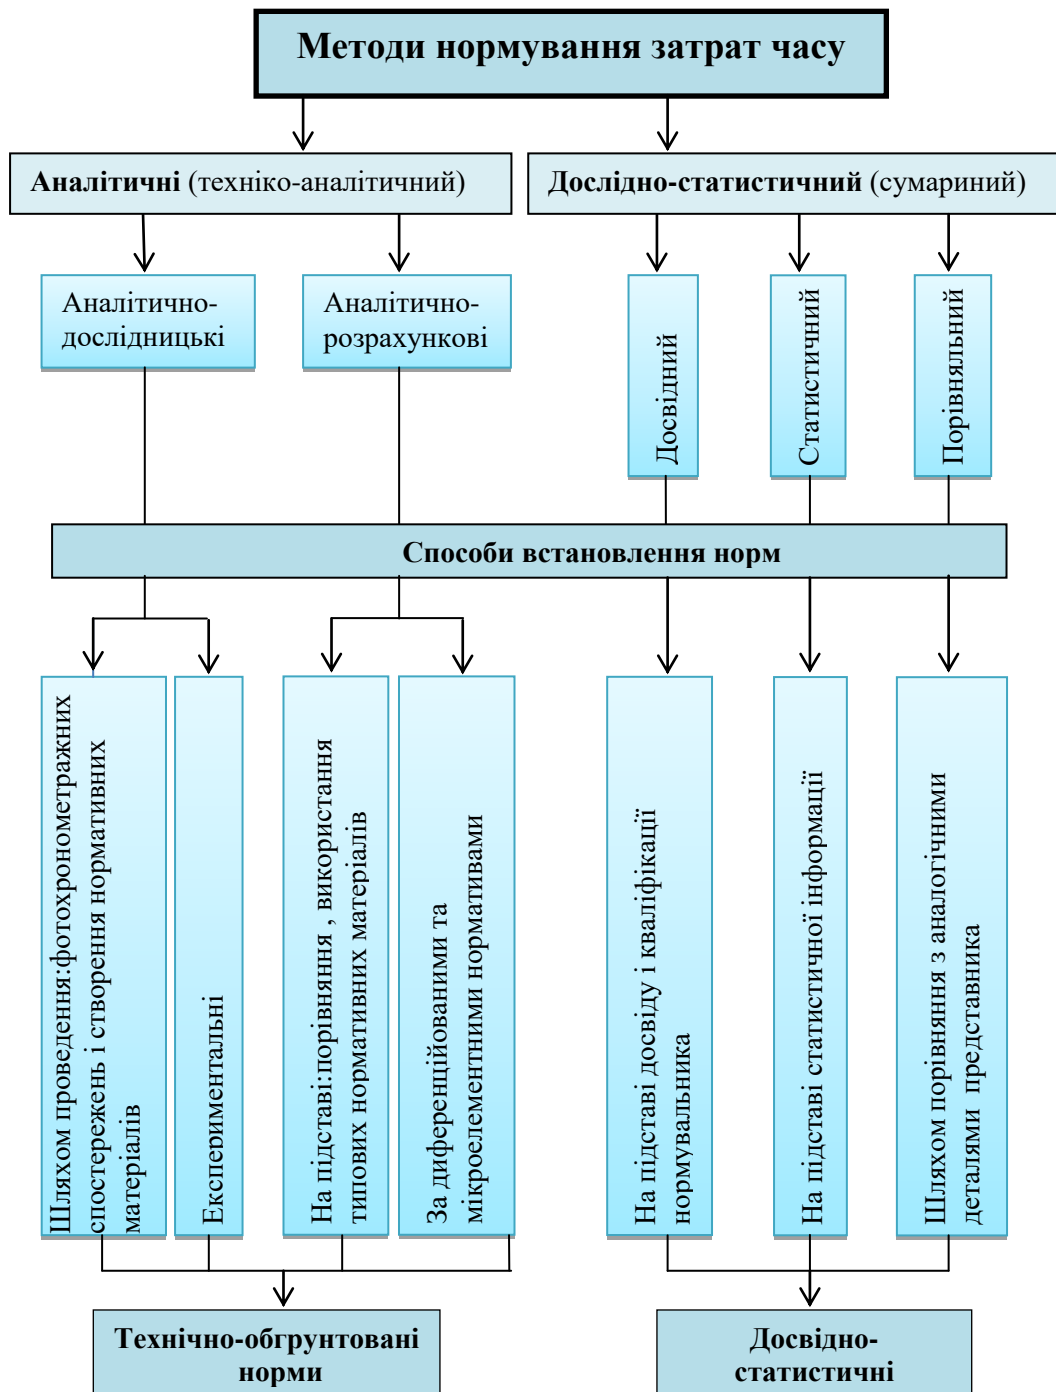 Методи нормування затрат часу
Аналітичні (техніко-аналітичний)
Дослідно-статистичний (сумариний)
Аналітично-
дослідницькі
Аналітично-
розрахункові
Досвідний
Статистичний
Порівняльний
Способи встановлення норм
Шляхом проведення:фотохронометражних
спостережень і створення нормативних
матеріалів
Експериментальні
На підставі:порівняння , використання
типових нормативних матеріалів
За диференційованими та
мікроелементними нормативами
На підставі досвіду і кваліфікації
нормувальника
На підставі статистичної інформації
Шляхом порівняння з аналогічними
деталями представника
Технічно-обгрунтовані
норми
Досвідно-
статистичні